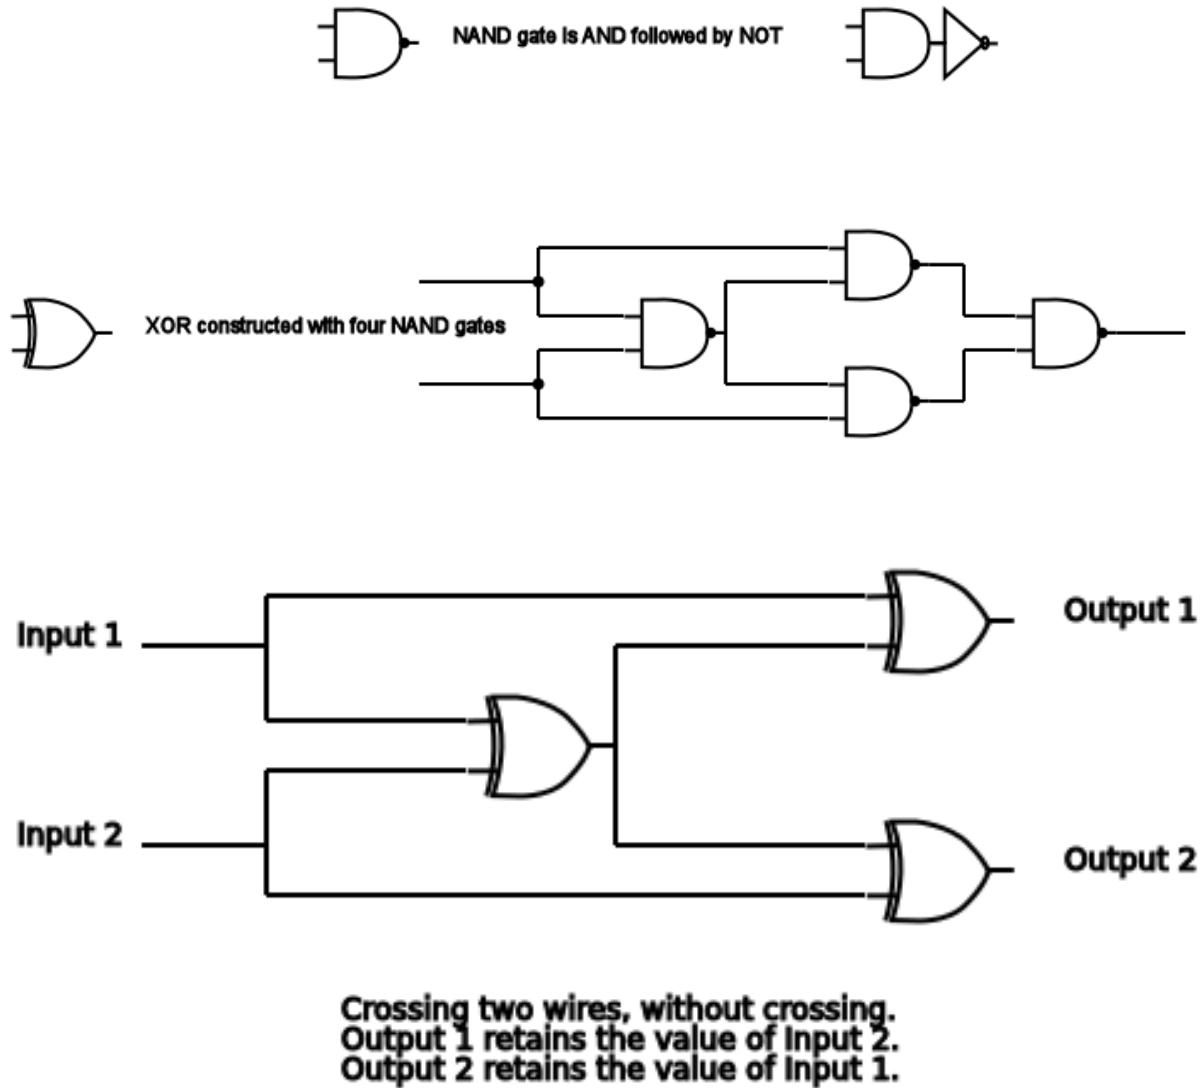 NAND gate is AND followed by NOT
XOR constructed with four NAND gates
Input 1
Output 1
Input 2
Output 2
Crossing two wires, without crossing.
Output 1 retains the value of Input 2.
Output 2 retains the value of Input 1.